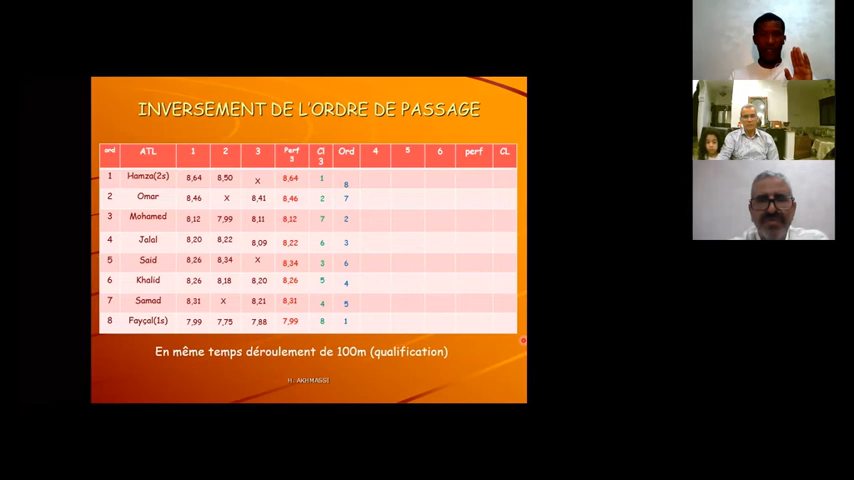 INVERSEMENT DE L'ORDRE DE PASSAGE
ord ATL 1 2 3 Perf 3 Cl 3 Ord 4 5 6 perf CL
1 Hamza(2s) 8,64 8,50 X 8,64 1 8
2 Omar 8,46 X 8,41 8,46 2 7
3 Mohamed 8,12 7,99 8,11 8,12 7 2
4 Jalal 8,20 8,22 8,09 8,22 6 3
5 Said 8,26 8,34 X 8,34 3 6
6 Khalid 8,26 8,18 8,20 8,26 5 4
7 Samad 8,31 X 8,21 8,31 4 5
8 Fayçal(1s) 7,99 7,75 7,88 7,99 8 1
En même temps déroulement de 100m (qualification)
H. AKHMASSI